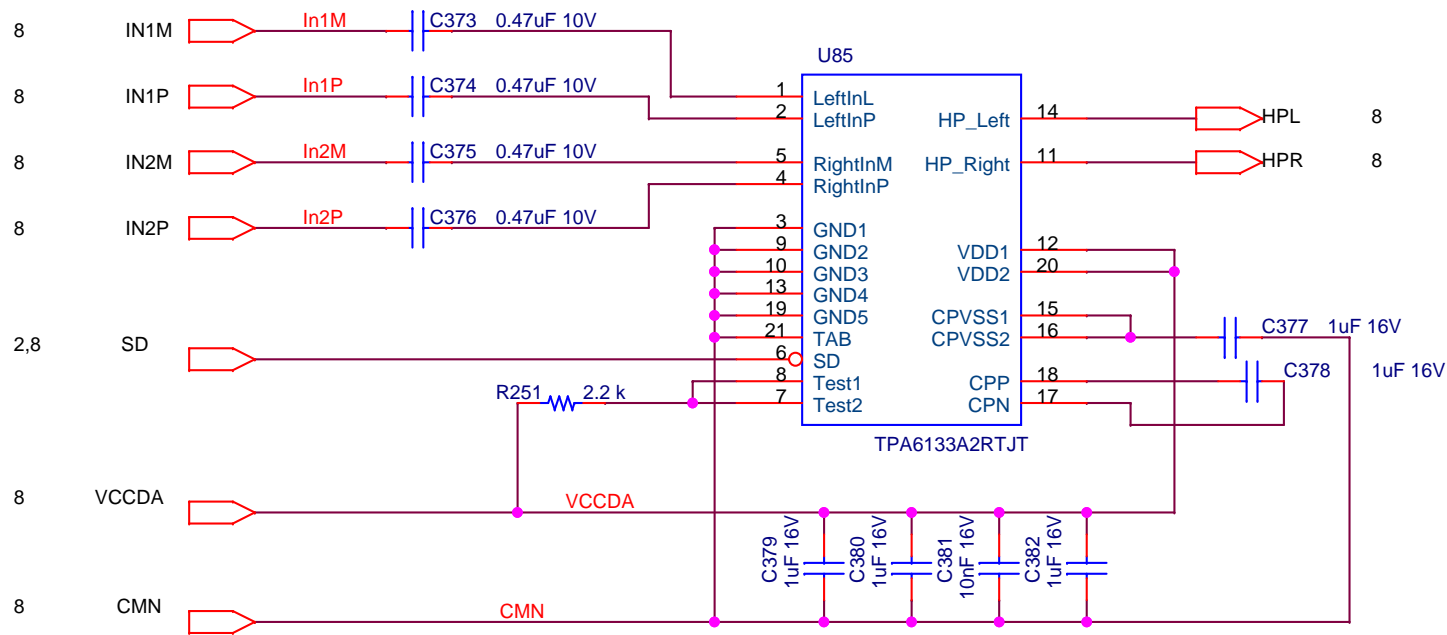 8 IN1M In1M C373 0.47uF 10V
U85
8 IN1P In1P C374 0.47uF 10V
1 LeftInL
2 LeftInP HP_Left 14 HPL 8
8 IN2M In2M C375 0.47uF 10V 5 RightInM HP_Right 11 HPR 8
4 RightInP
8 IN2P In2P C376 0.47uF 10V
3 GND1
9 GND2 VDD1 12
10 GND3 VDD2 20
13 GND4
19 GND5 CPVSS1 15
21 TAB CPVSS2 16 C377 1uF 16V
2,8 SD 6 SD
8 Test1 CPP 18 C378 1uF 16V
R251 2.2 k 7 Test2 CPN 17
TPA6133A2RTJT
8 VCCDA VCCDA
C379 1uF 16V
C380 1uF 16V
C381 10nF 16V
C382 1uF 16V
8 CMN CMN